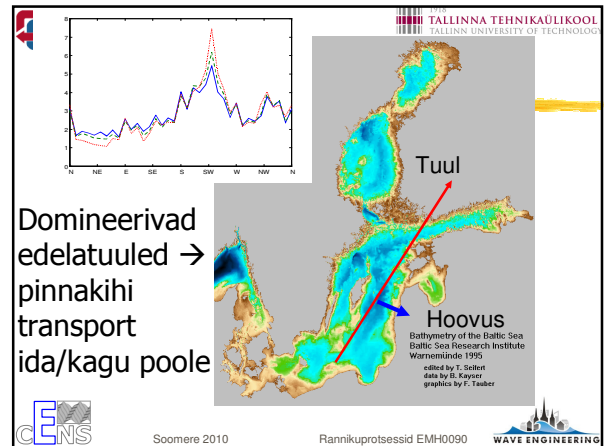 1918
TALLINNA TEHNIKAÜLIKOOL
TALLINN UNIVERSITY OF TECHNOLOGY
8
7
6
5
4
3
2
1
0
N NE E SE S SW W NW N
Tuul
Domineerivad
edelatuuled →
pinnakihi
transport
ida/kagu poole
Hoovus
Bathymetry of the Baltic Sea
Baltic Sea Research Institute
Warnemünde 1995
edited by T. Seifert
data by B. Kayser
graphics by F. Tauber
CENS
Soomere 2010
Rannikuprotsessid EMH0090
WAVE ENGINEERING